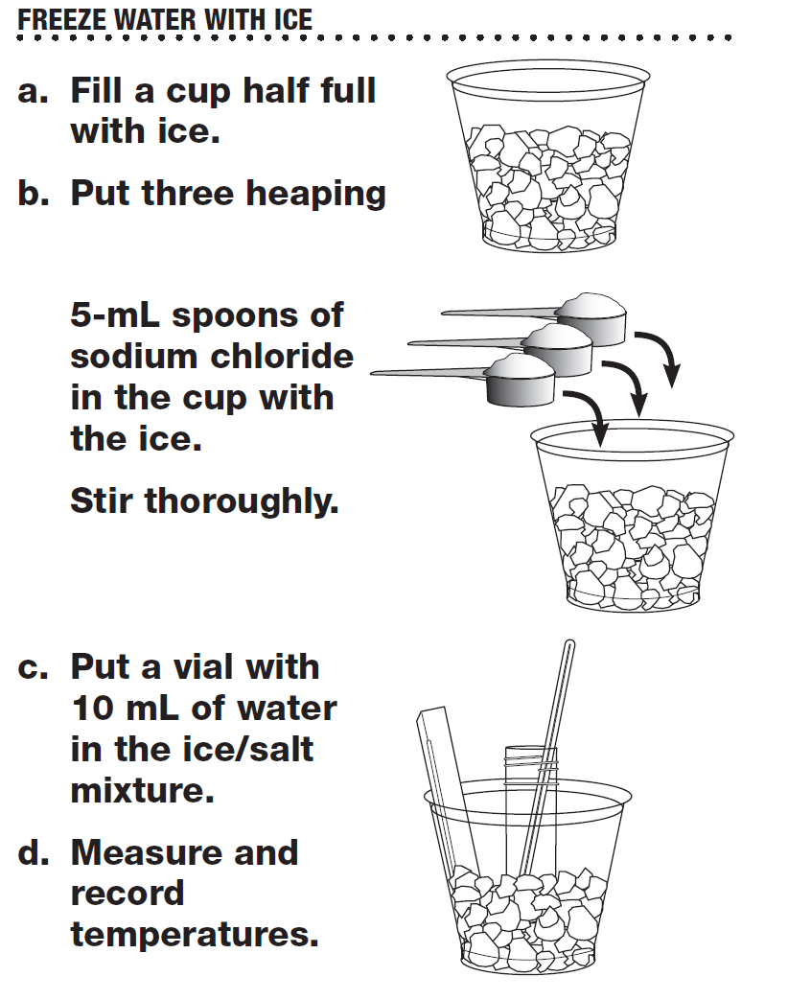 FREEZE WATER WITH ICE
a. Fill a cup half full
with ice.
b. Put three heaping
5-mL spoons of
sodium chloride
in the cup with
the ice.
Stir thoroughly.
c. Put a vial with
10 mL of water
in the ice/salt
mixture.
d. Measure and
record
temperatures.